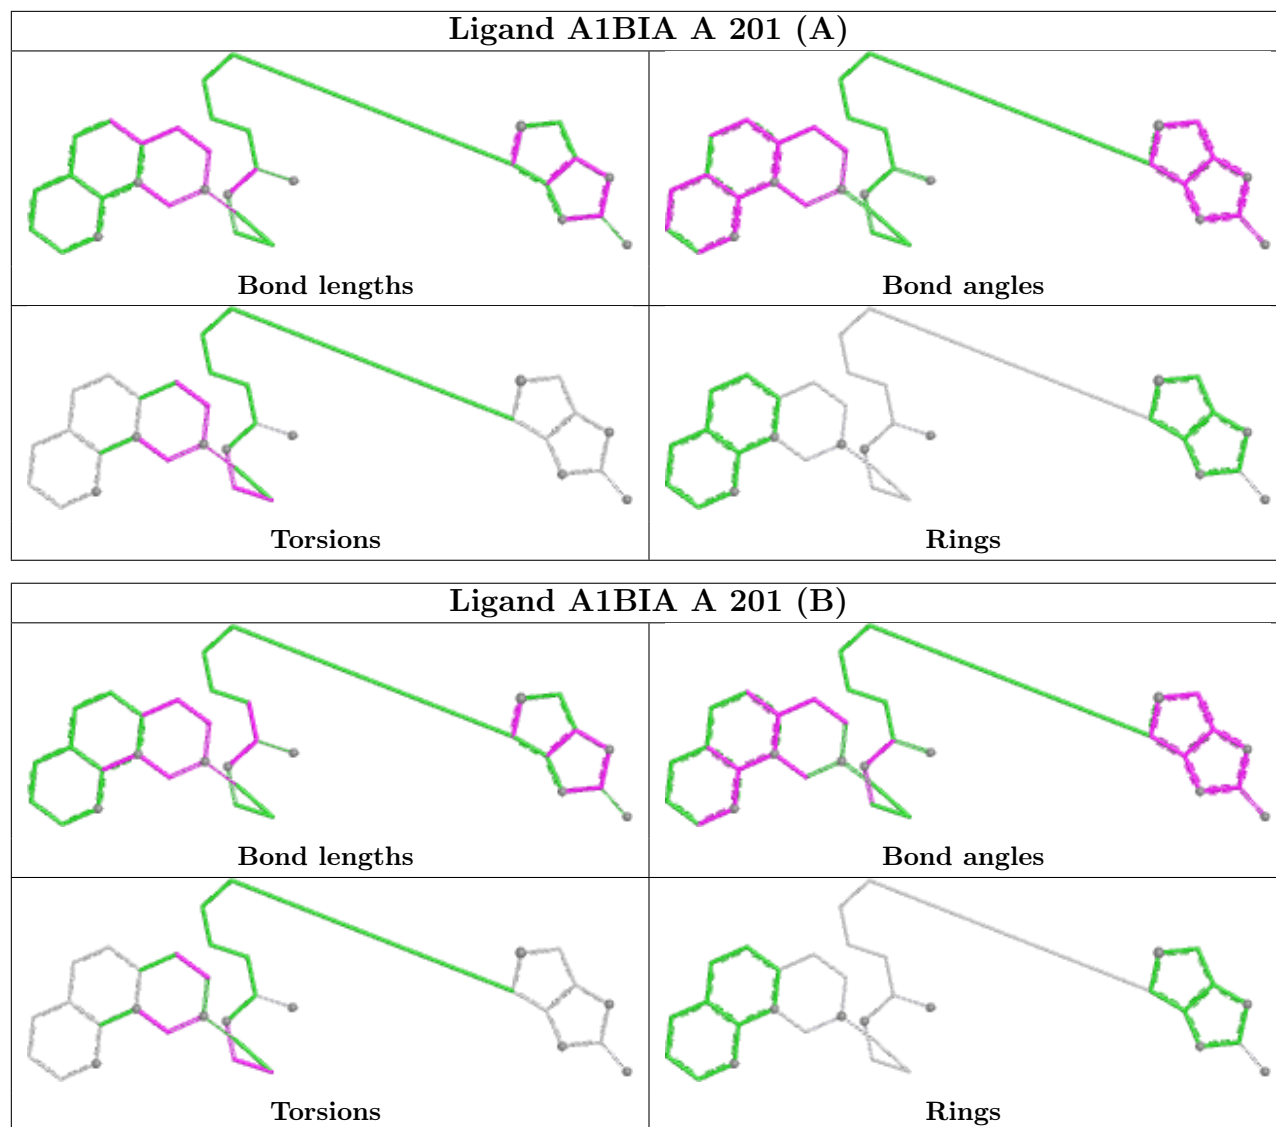 Ligand A1BIA A 201 (A)
Bond lengths
Bond angles
Torsions
Rings
Ligand A1BIA A 201 (B)
Bond lengths
Bond angles
Torsions
Rings